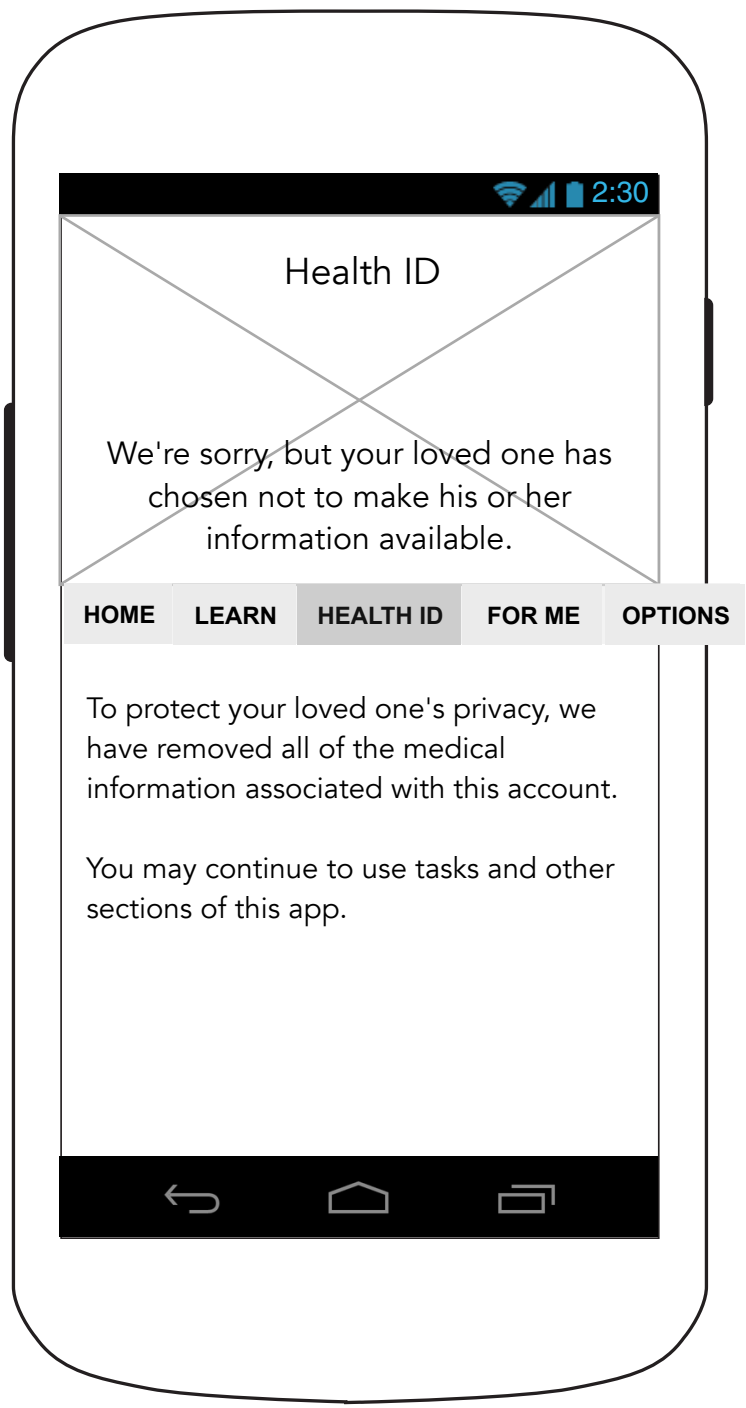 2:30
Health ID
We're sorry, but your loved one has
chosen not to make his or her
information available.
HOME LEARN HEALTH ID FOR ME OPTIONS
To protect your loved one's privacy, we
have removed all of the medical
information associated with this account.
You may continue to use tasks and other
sections of this app.